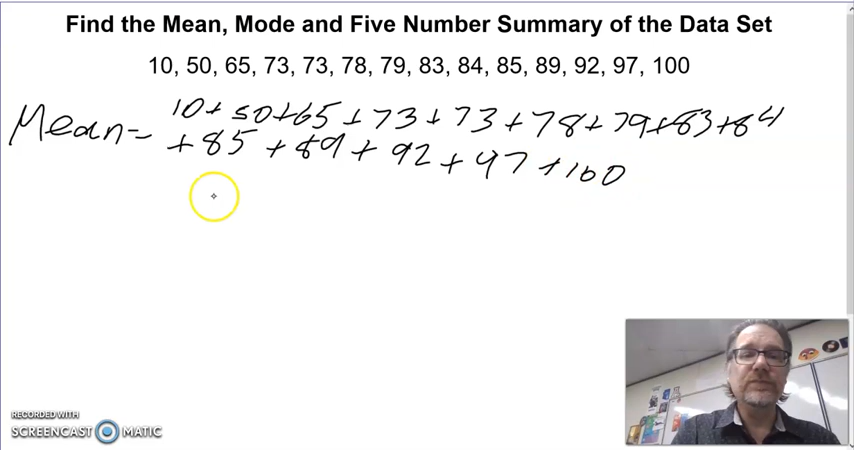 Find the Mean, Mode and Five Number Summary of the Data Set
10, 50, 65, 73, 73, 78, 79, 83, 84, 85, 89, 92, 97, 100
Mean = 10+50+65+73+73+78+79+83+84
+85+89+92+97+100
RECORDED WITH
SCREENCAST MATIC